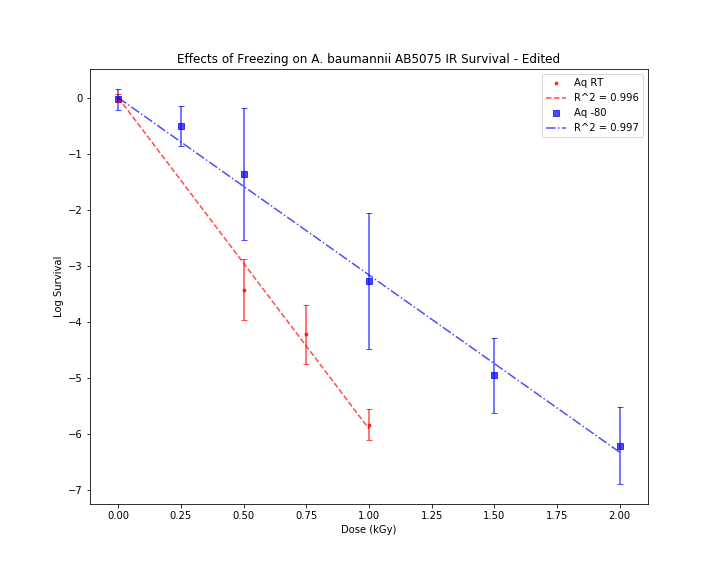 Effects of Freezing on A. baumannii AB5075 IR Survival - Edited
Aq RT
R^2 = 0.996
Aq -80
R^2 = 0.997
0
−1
−2
−3
−4
−5
−6
−7
Log Survival
0.00 0.25 0.50 0.75 1.00 1.25 1.50 1.75 2.00
Dose (kGy)